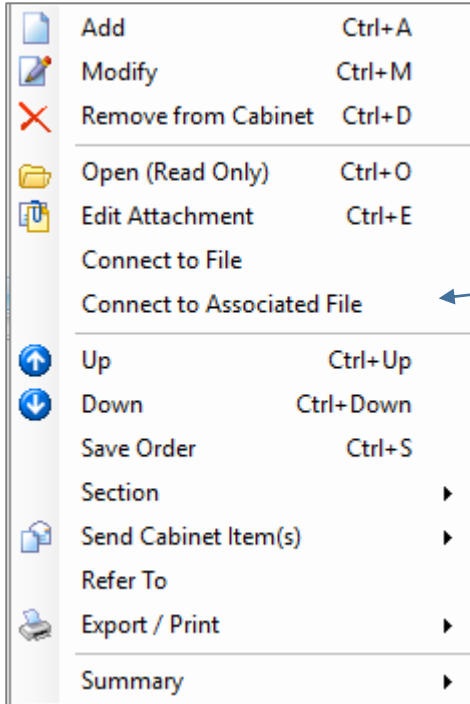 Add Ctrl+A
Modify Ctrl+M
Remove from Cabinet Ctrl+D
Open (Read Only) Ctrl+O
Edit Attachment Ctrl+E
Connect to File
Connect to Associated File
Up Ctrl+Up
Down Ctrl+Down
Save Order Ctrl+S
Section
Send Cabinet Item(s)
Refer To
Export / Print
Summary